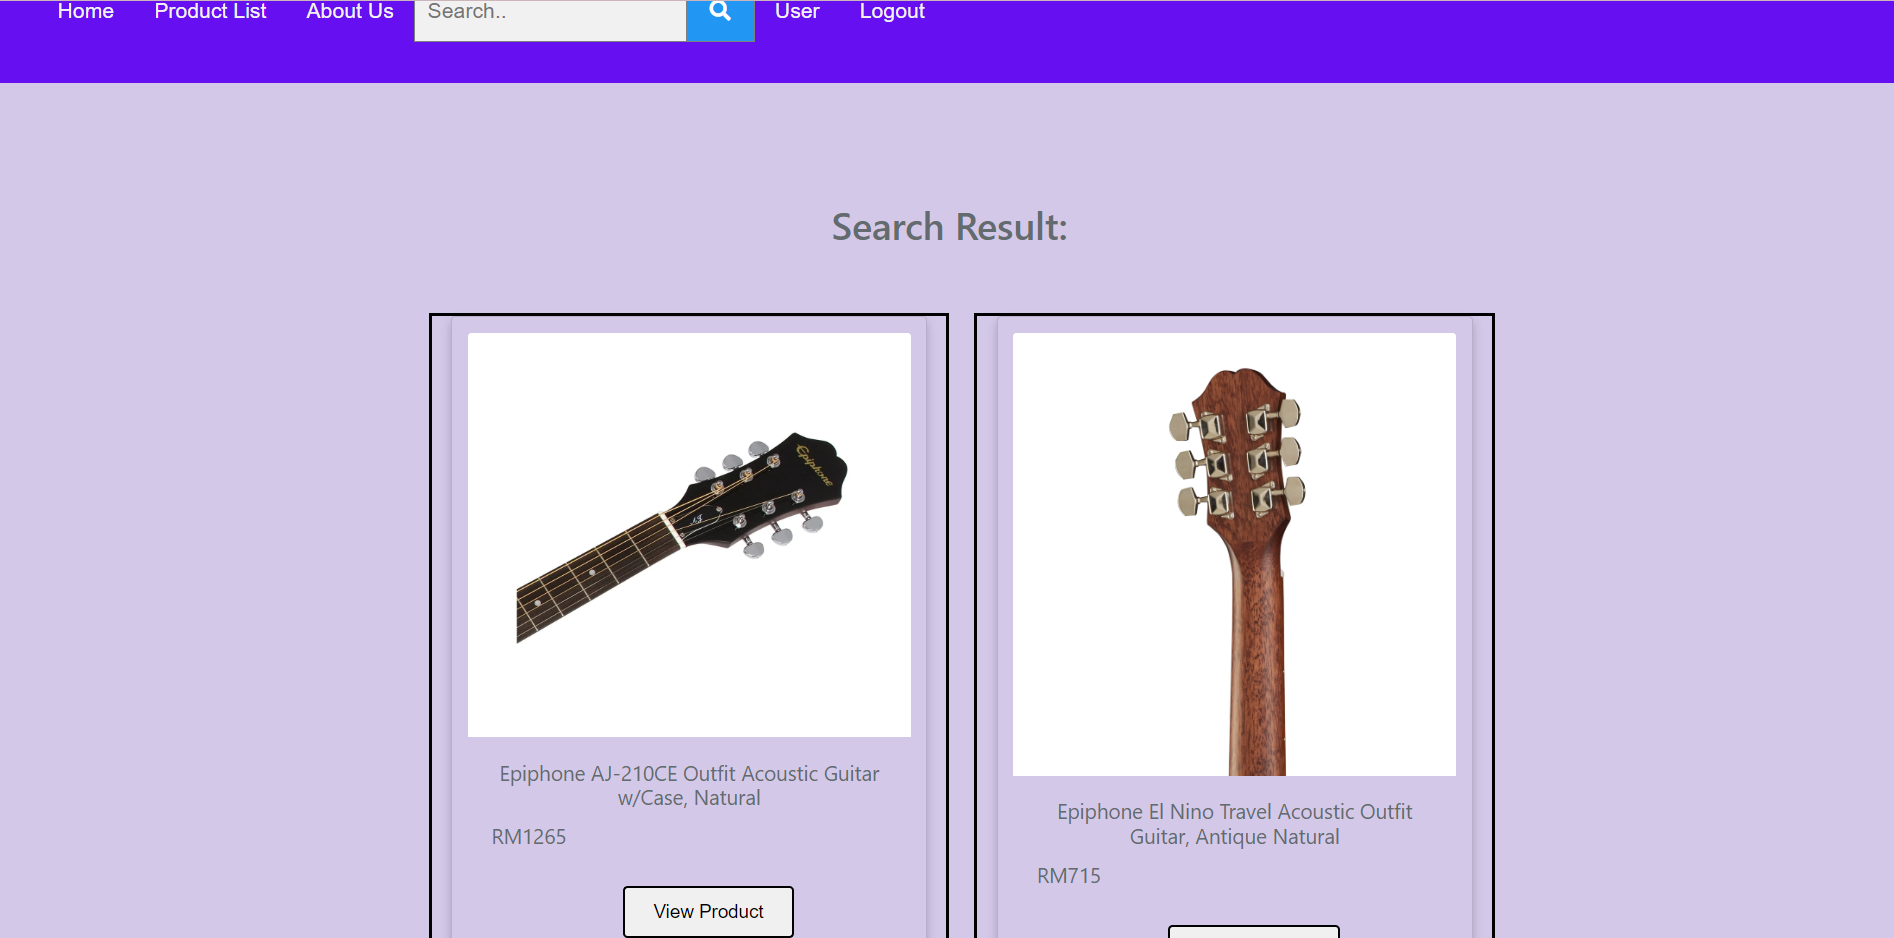 Home Product List About Us Search.. User Logout
Search Result:
Epiphone
Epiphone AJ-210CE Outfit Acoustic Guitar
w/Case, Natural
RM1265
View Product
Epiphone El Nino Travel Acoustic Outfit
Guitar, Antique Natural
RM715